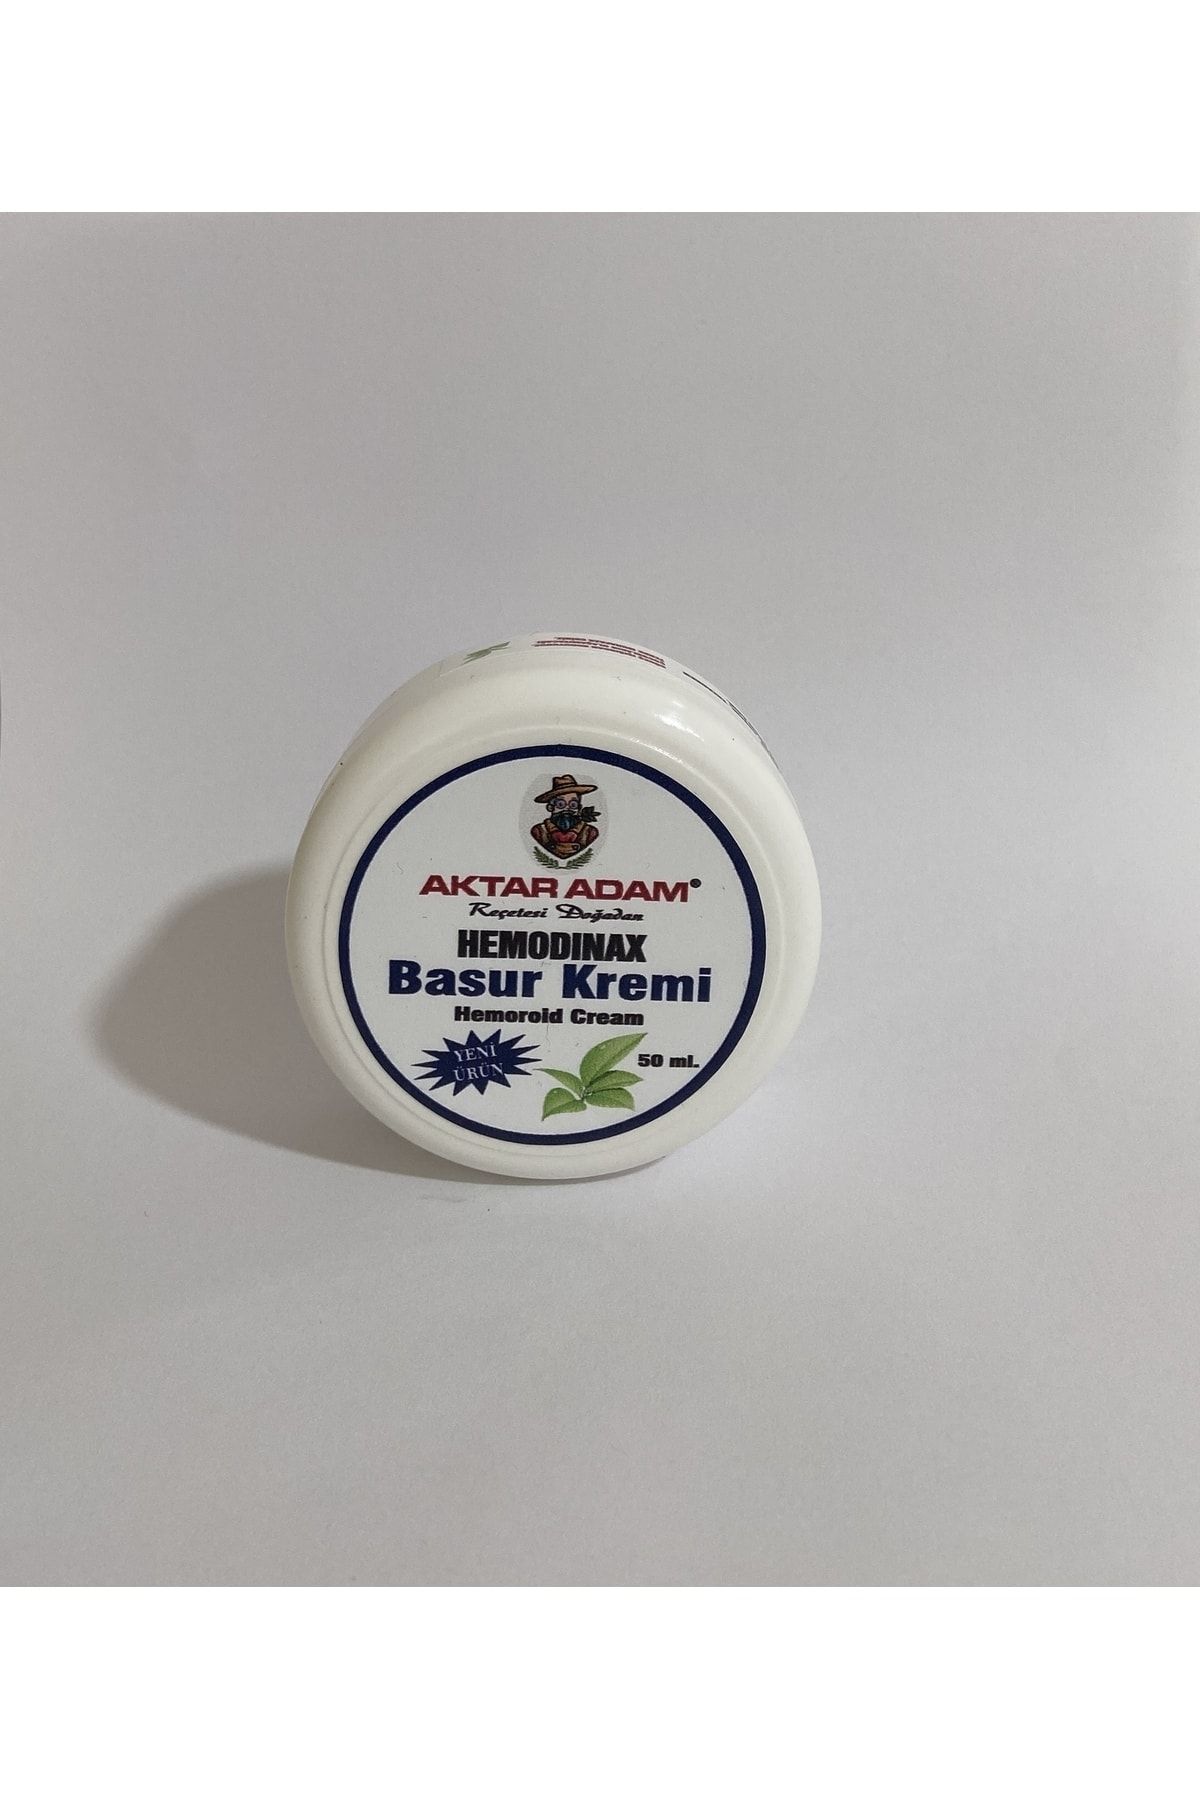 AKTAR ADAM®
Reçetesi Doğadan
HEMODINAX
Basur Kremi
Hemoroid Cream
YENİ
ÜRÜN
50 ml.